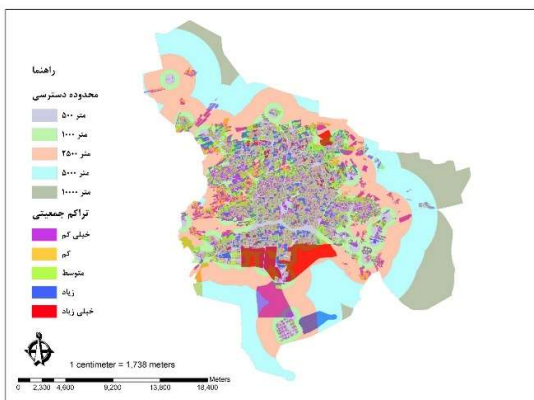 راهنما
محدوده دسترسی
۵۰۰ متر
۱۰۰۰ متر
۲۵۰۰ متر
۵۰۰۰ متر
۱۰۰۰۰ متر
تراکم جمعیتی
خیلی کم
کم
متوسط
زیاد
خیلی زیاد
1 centimeter = 1,738 meters
Meters
0 2,300 4,600 9,200 13,800 18,400